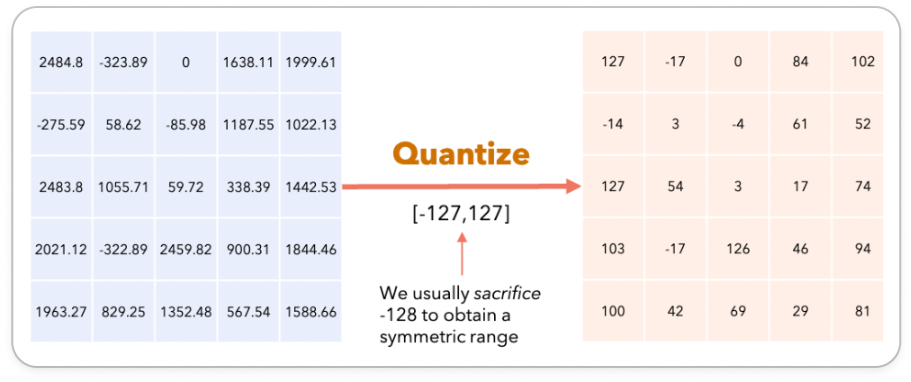 2484.8 -323.89 0 1638.11 1999.61
-275.59 58.62 -85.98 1187.55 1022.13
2483.8 1055.71 59.72 338.39 1442.53
2021.12 -322.89 2459.82 900.31 1844.46
1963.27 829.25 1352.48 567.54 1588.66
Quantize
[-127,127]
We usually sacrifice
-128 to obtain a
symmetric range
127 -17 0 84 102
-14 3 -4 61 52
127 54 3 17 74
103 -17 126 46 94
100 42 69 29 81